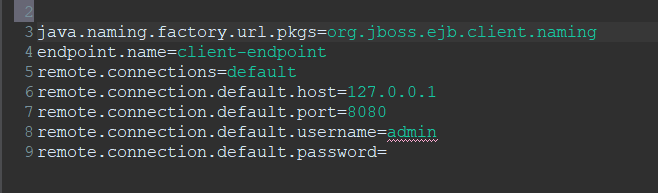 2
3 java.naming.factory.url.pkgs=org.jboss.ejb.client.naming
4 endpoint.name=client-endpoint
5 remote.connections=default
6 remote.connection.default.host=127.0.0.1
7 remote.connection.default.port=8080
8 remote.connection.default.username=admin
9 remote.connection.default.password=